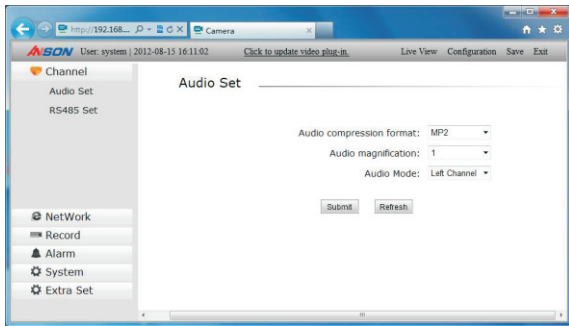 http://192.168... Camera
ANSON User: system | 2012-08-15 16:11:02 Click to update video plug-in. Live View Configuration Save Exit
Channel
Audio Set
RS485 Set
NetWork
Record
Alarm
System
Extra Set
Audio Set
Audio compression format: MP2
Audio magnification: 1
Audio Mode: Left Channel
Submit Refresh